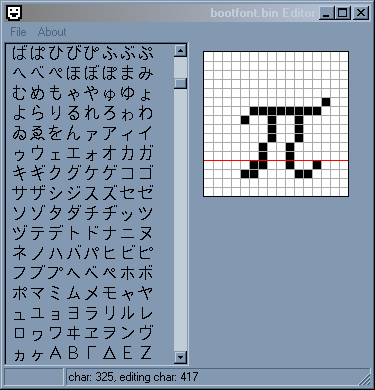 bootfont.bin Editor
File About
ばぱひびぴふぶぷ
へべぺほぼぽまみ
むめもゃやゅゆょ
よらりるれろゎわ
ゐゑをんァアィイ
ゥウェエォオカガ
キギクグケゲコゴ
サザシジスズセゼ
ソゾタダチヂッツ
ヅテデトドナニヌ
ネノハバパヒビピ
フブプヘベペホボ
ポマミムメモャヤ
ュユョヨラリルレ
ロヮワヰヱヲンヴ
ヵヶΑΒΓΔΕΖ
π
char: 325, editing char: 417